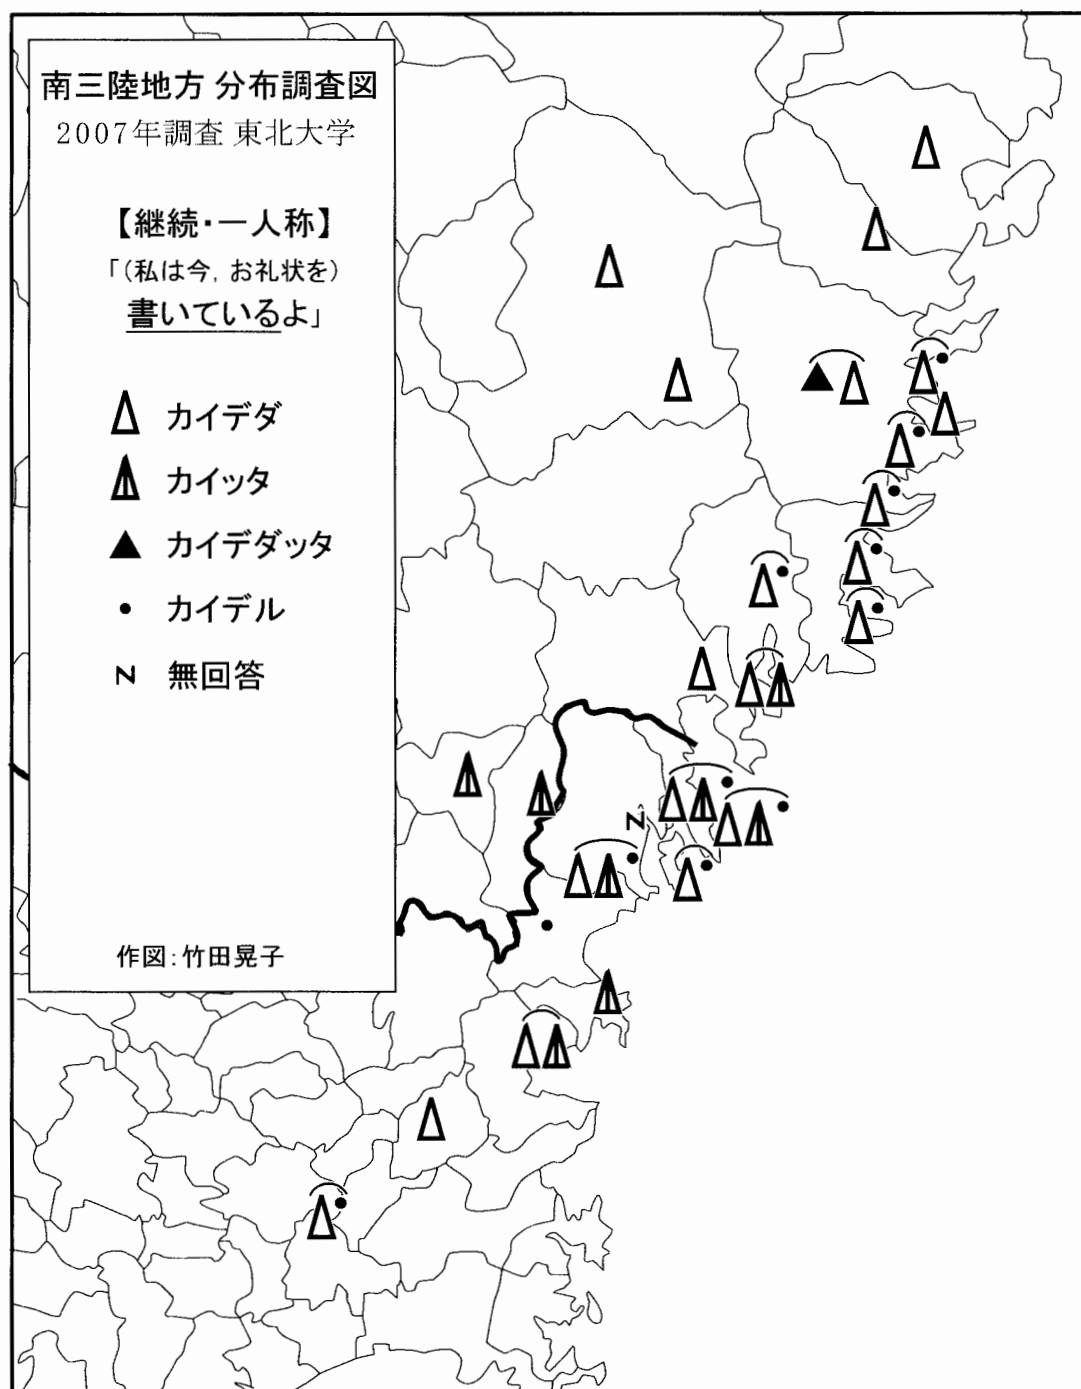 南三陸地方 分布調査図
2007年調査 東北大学
【継続・一人称】
「(私は今, お礼状を)
書いているよ」
カイデダ
カイッタ
カイデダッタ
カイデル
N 無回答
作図:竹田晃子
N